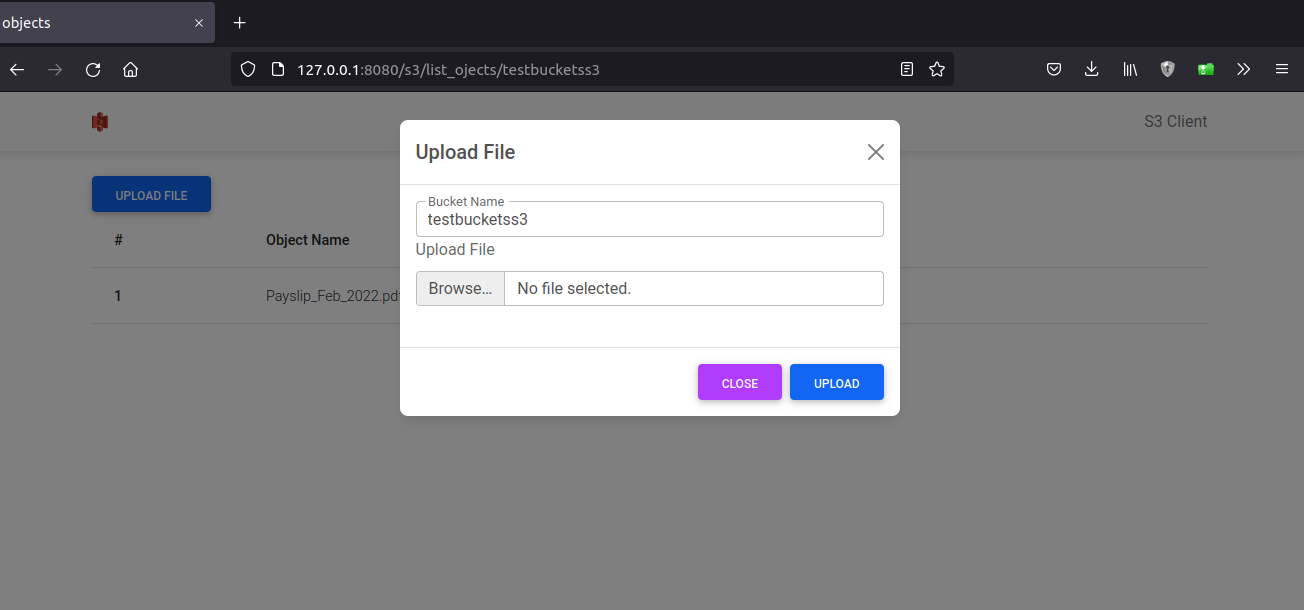 objects
127.0.0.1:8080/s3/list_ojects/testbucketss3
S3 Client
UPLOAD FILE
# Object Name
1 Payslip_Feb_2022.pdf
Upload File
Bucket Name
testbucketss3
Upload File
Browse... No file selected.
CLOSE UPLOAD